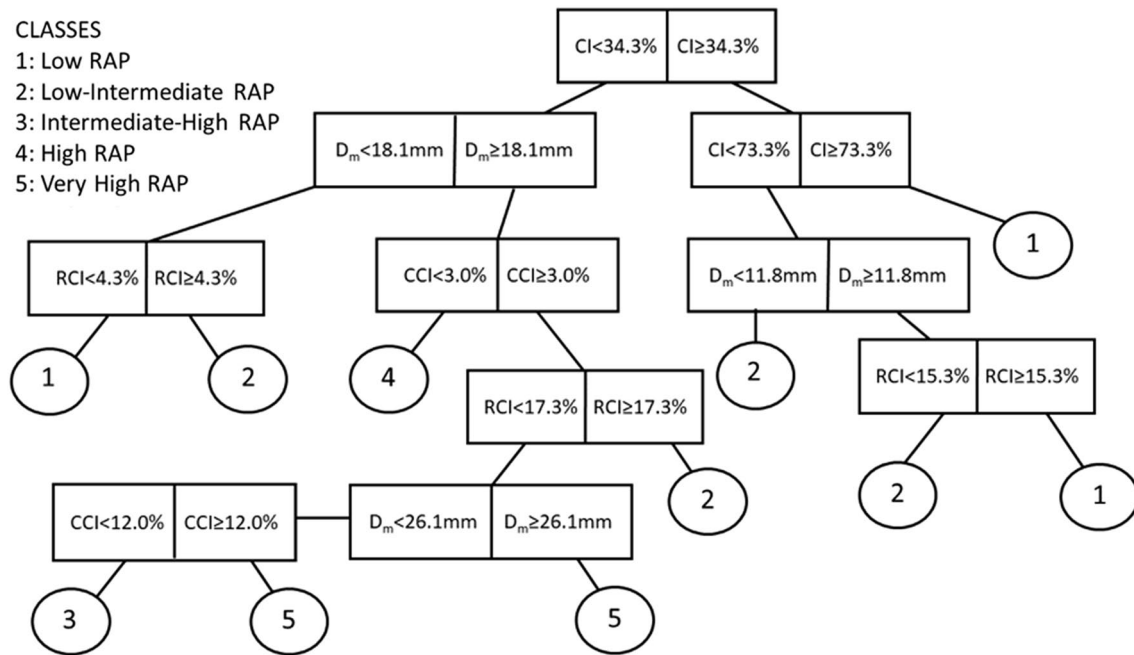 CLASSES
1: Low RAP
2: Low-Intermediate RAP
3: Intermediate-High RAP
4: High RAP
5: Very High RAP
CI<34.3% CI≥34.3%
Dₘ<18.1mm Dₘ≥18.1mm
CI<73.3% CI≥73.3%
1
RCI<4.3% RCI≥4.3%
CCI<3.0% CCI≥3.0%
Dₘ<11.8mm Dₘ≥11.8mm
1
2
4
2
RCI<15.3% RCI≥15.3%
RCI<17.3% RCI≥17.3%
2
2
1
CCI<12.0% CCI≥12.0%
Dₘ<26.1mm Dₘ≥26.1mm
3
5
5